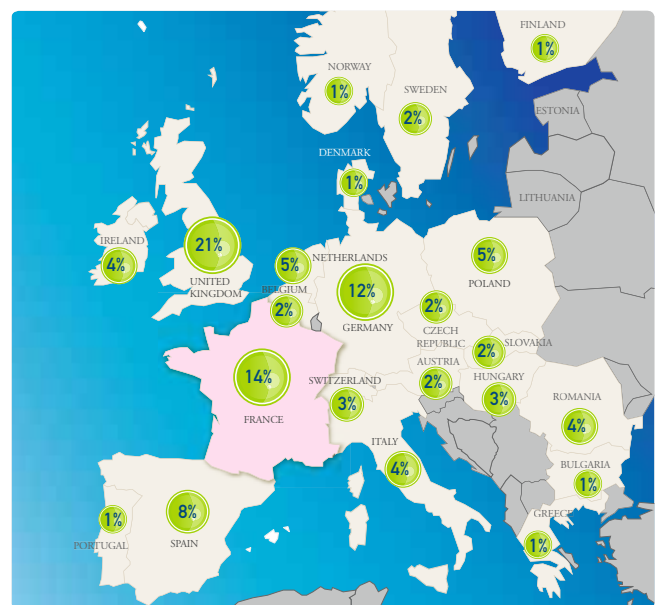 FINLAND
1%
NORWAY
1%
SWEDEN
2%
ESTONIA
DENMARK
1%
LITHUANIA
IRELAND
4%
21%
UNITED
KINGDOM
5%
NETHERLANDS
BELGIUM
2%
12%
GERMANY
5%
POLAND
2%
CZECH
REPUBLIC
2%
SLOVAKIA
AUSTRIA
2%
HUNGARY
3%
14%
FRANCE
SWITZERLAND
3%
ROMANIA
4%
ITALY
4%
BULGARIA
1%
GREECE
1%
8%
SPAIN
1%
PORTUGAL